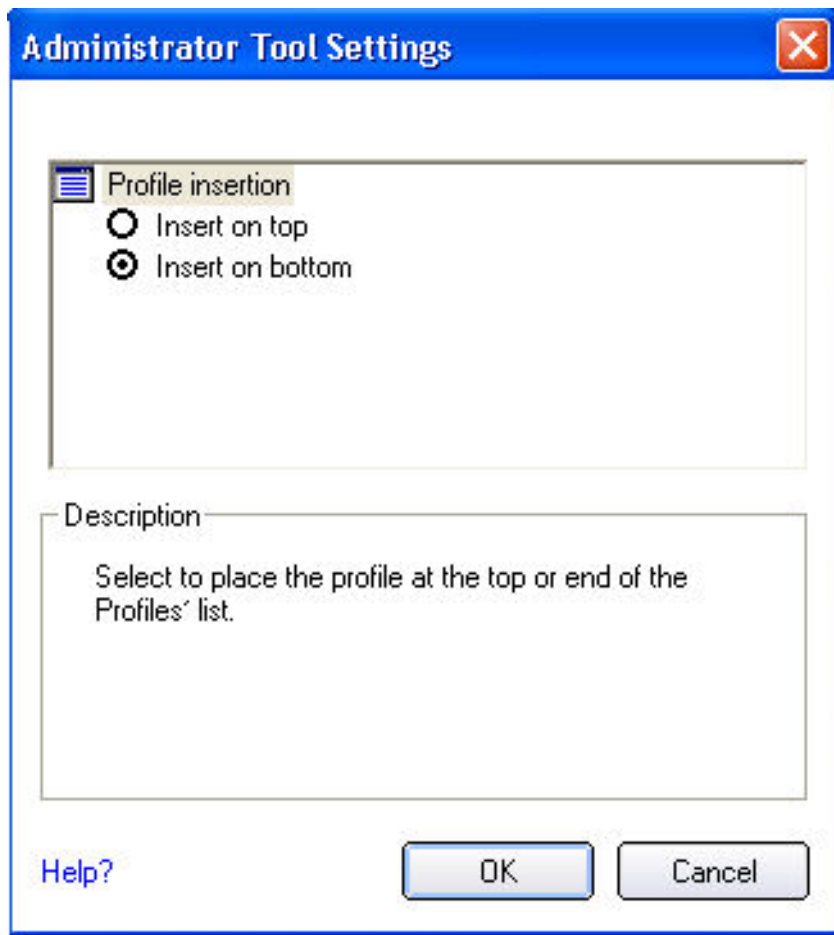 Administrator Tool Settings
Profile insertion
Insert on top
Insert on bottom
Description
Select to place the profile at the top or end of the
Profiles´ list.
Help?
OK
Cancel